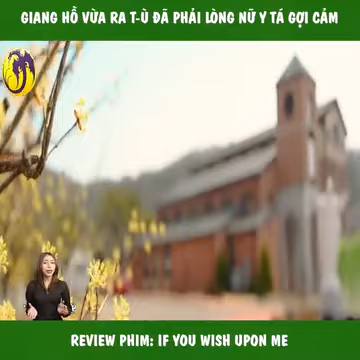 GIANG HỒ VỪA RA T-Ù ĐÃ PHẢI LÒNG NỮ Y TÁ GỢI CẢM
REVIEW PHIM: IF YOU WISH UPON ME